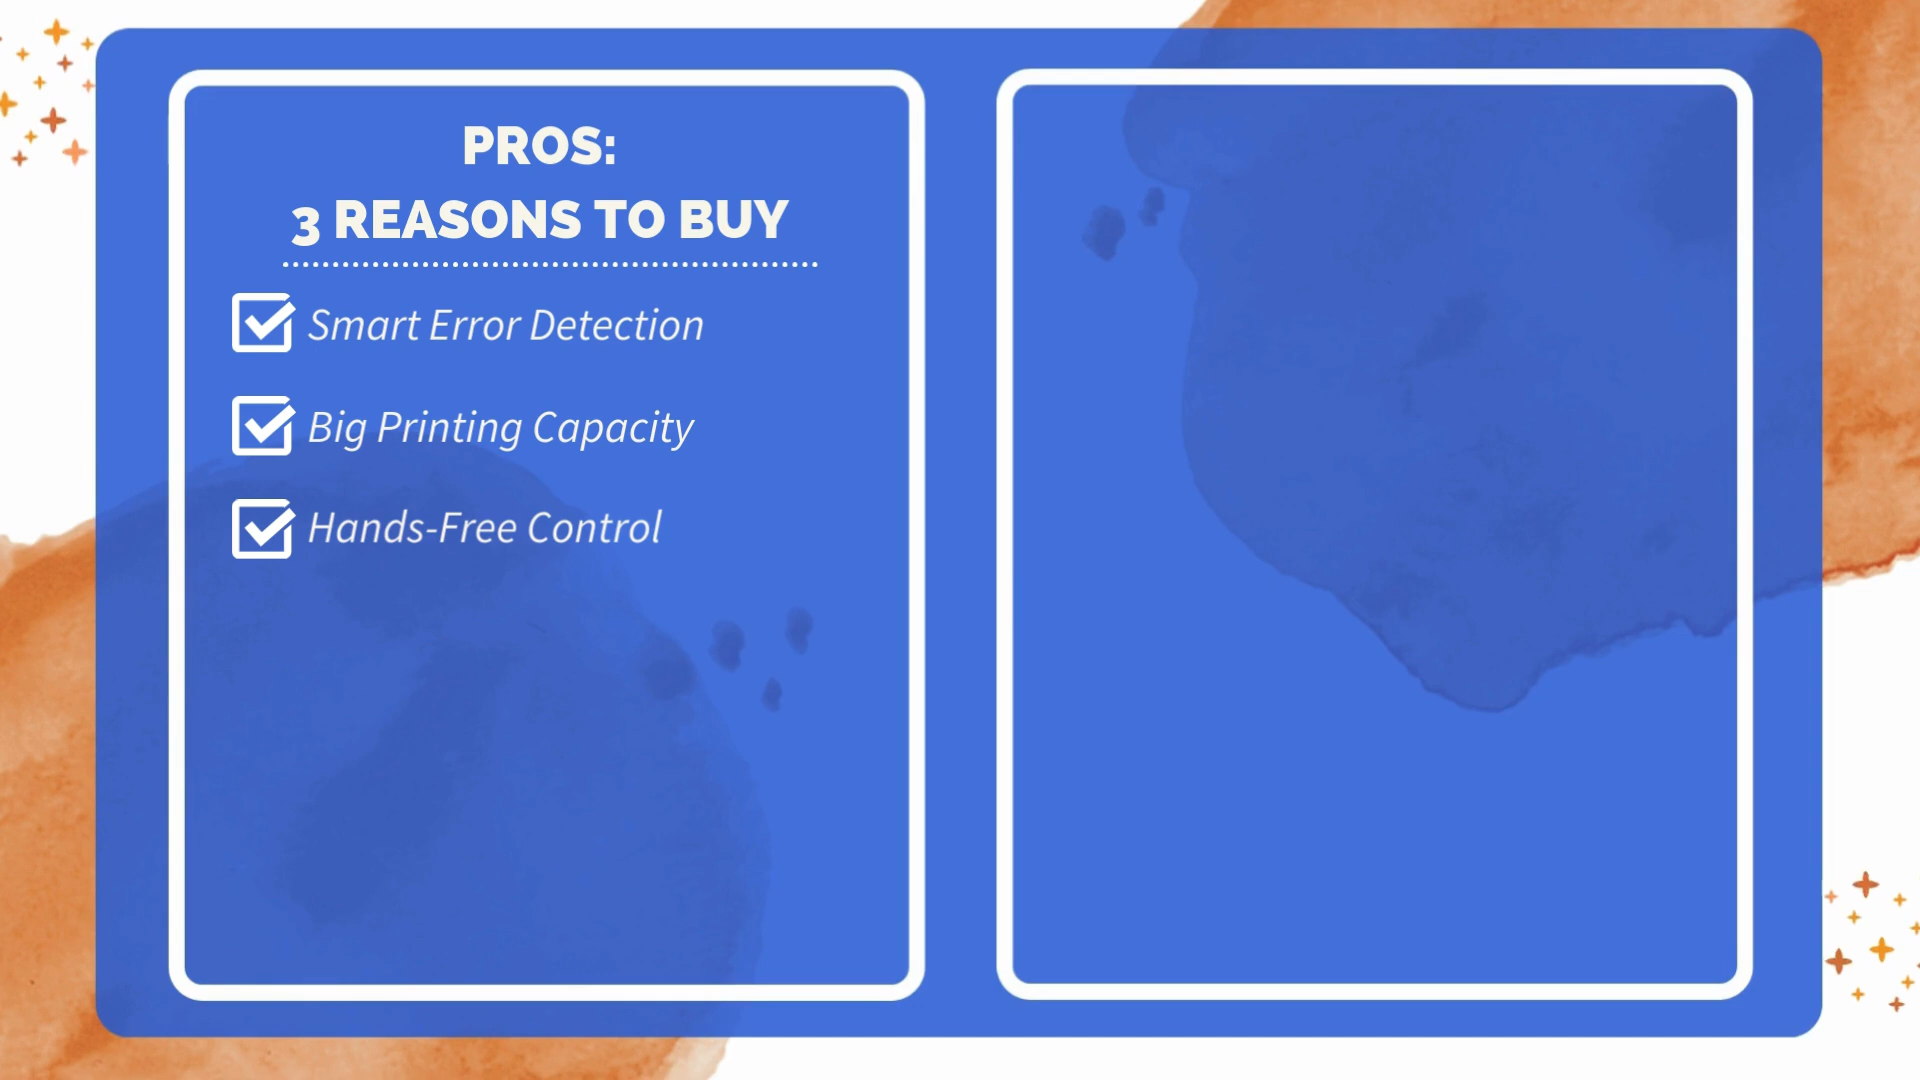 PROS:
3 REASONS TO BUY
Smart Error Detection
Big Printing Capacity
Hands-Free Control